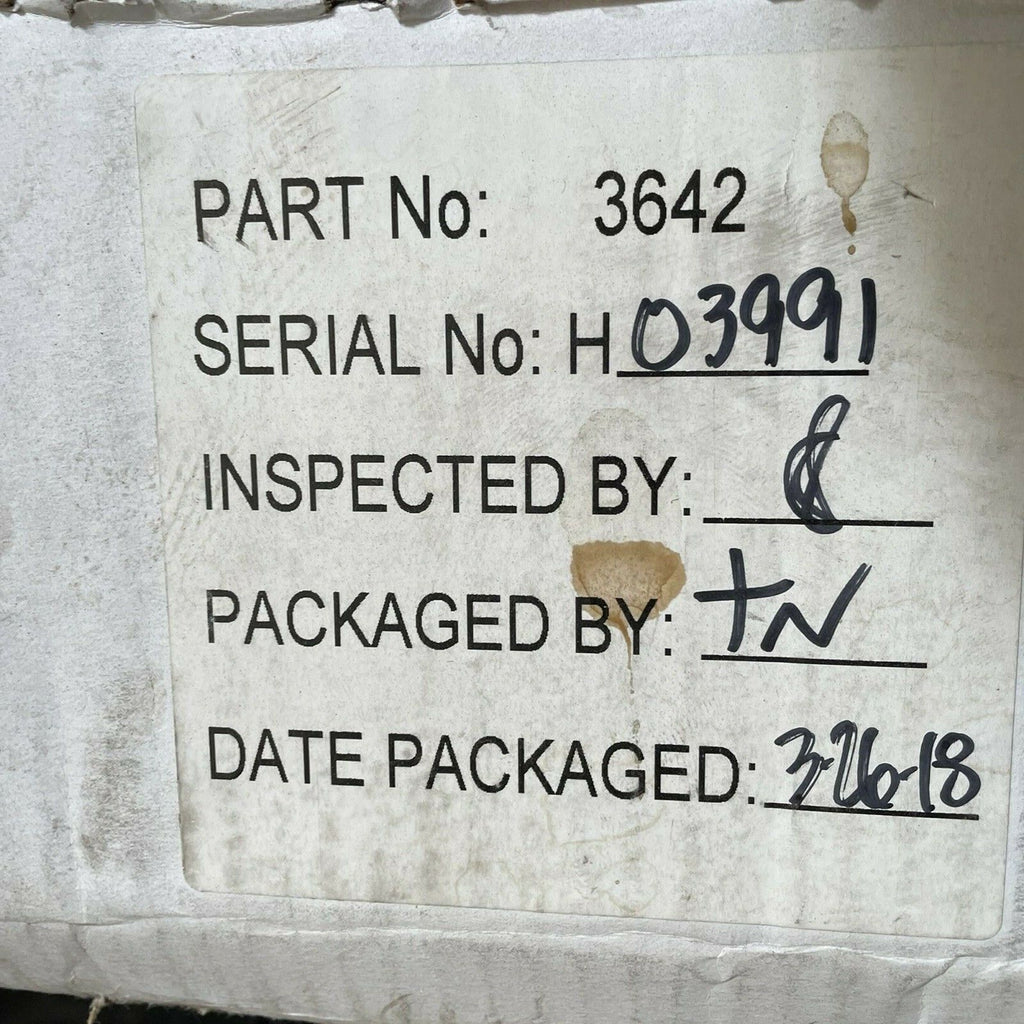 PART No: 3642
SERIAL No: H03991
INSPECTED BY:
PACKAGED BY: TN
DATE PACKAGED: 3-26-18